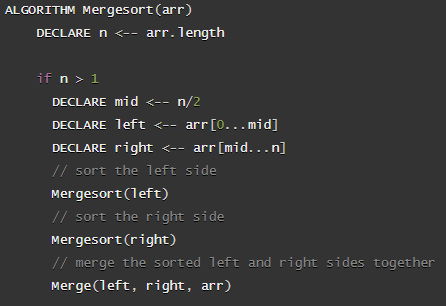 ALGORITHM Mergesort(arr)
DECLARE n <-- arr.length
if n > 1
DECLARE mid <-- n/2
DECLARE left <-- arr[0...mid]
DECLARE right <-- arr[mid...n]
// sort the left side
Mergesort(left)
// sort the right side
Mergesort(right)
// merge the sorted left and right sides together
Merge(left, right, arr)